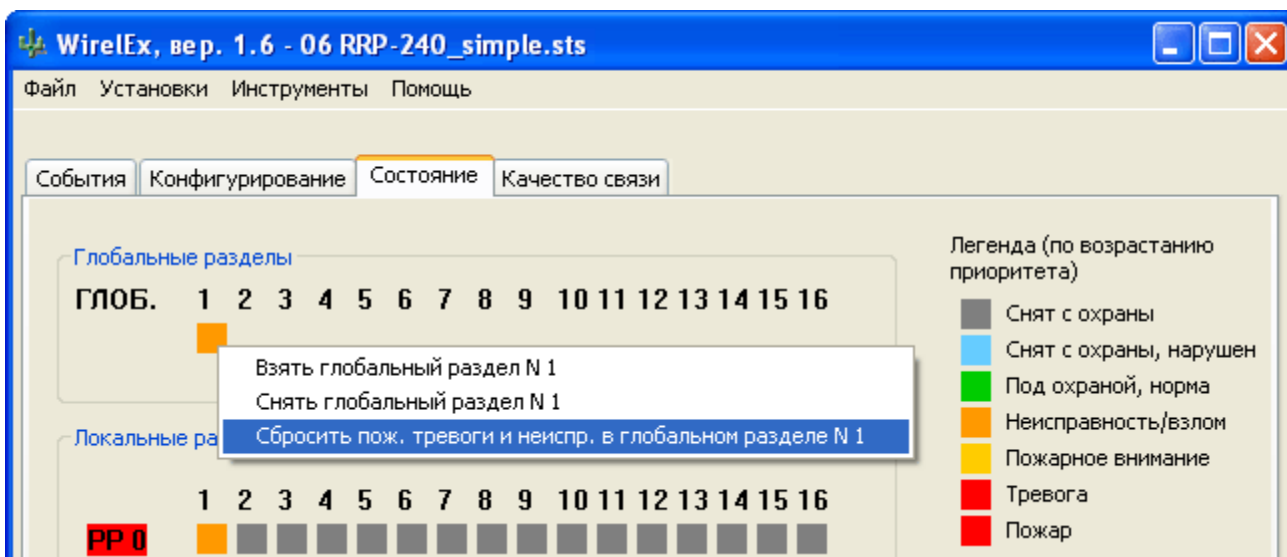 WirelEx, вер. 1.6 - 06 RRP-240_simple.sts
Файл Установки Инструменты Помощь
События Конфигурирование Состояние Качество связи
Глобальные разделы
ГЛОБ. 1 2 3 4 5 6 7 8 9 10 11 12 13 14 15 16
Взять глобальный раздел N 1
Снять глобальный раздел N 1
Сбросить пож. тревоги и неиспр. в глобальном разделе N 1
Локальные ра
1 2 3 4 5 6 7 8 9 10 11 12 13 14 15 16
РР 0
Легенда (по возрастанию
приоритета)
Снят с охраны
Снят с охраны, нарушен
Под охраной, норма
Неисправность/взлом
Пожарное внимание
Тревога
Пожар